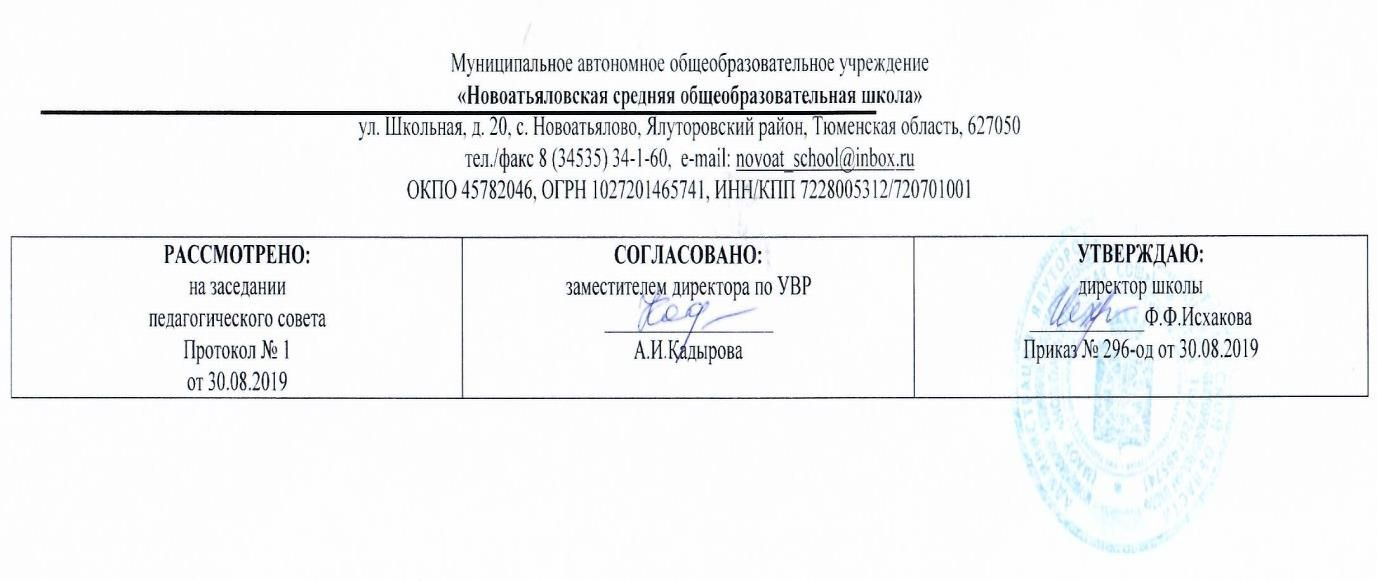 Муниципальное автономное общеобразовательное учреждение
«Новоатьяловская средняя общеобразовательная школа»
ул. Школьная, д. 20, с. Новоатьялово, Ялуторовский район, Тюменская область, 627050
тел./факс 8 (34535) 34-1-60, e-mail: novoat_school@inbox.ru
ОКПО 45782046, ОГРН 1027201465741, ИНН/КПП 7228005312/720701001
РАССМОТРЕНО:
на заседании
педагогического совета
Протокол № 1
от 30.08.2019
СОГЛАСОВАНО:
заместителем директора по УВР
А.И.Кадырова
УТВЕРЖДАЮ:
директор школы
Ф.Ф.Исхакова
Приказ № 296-од от 30.08.2019